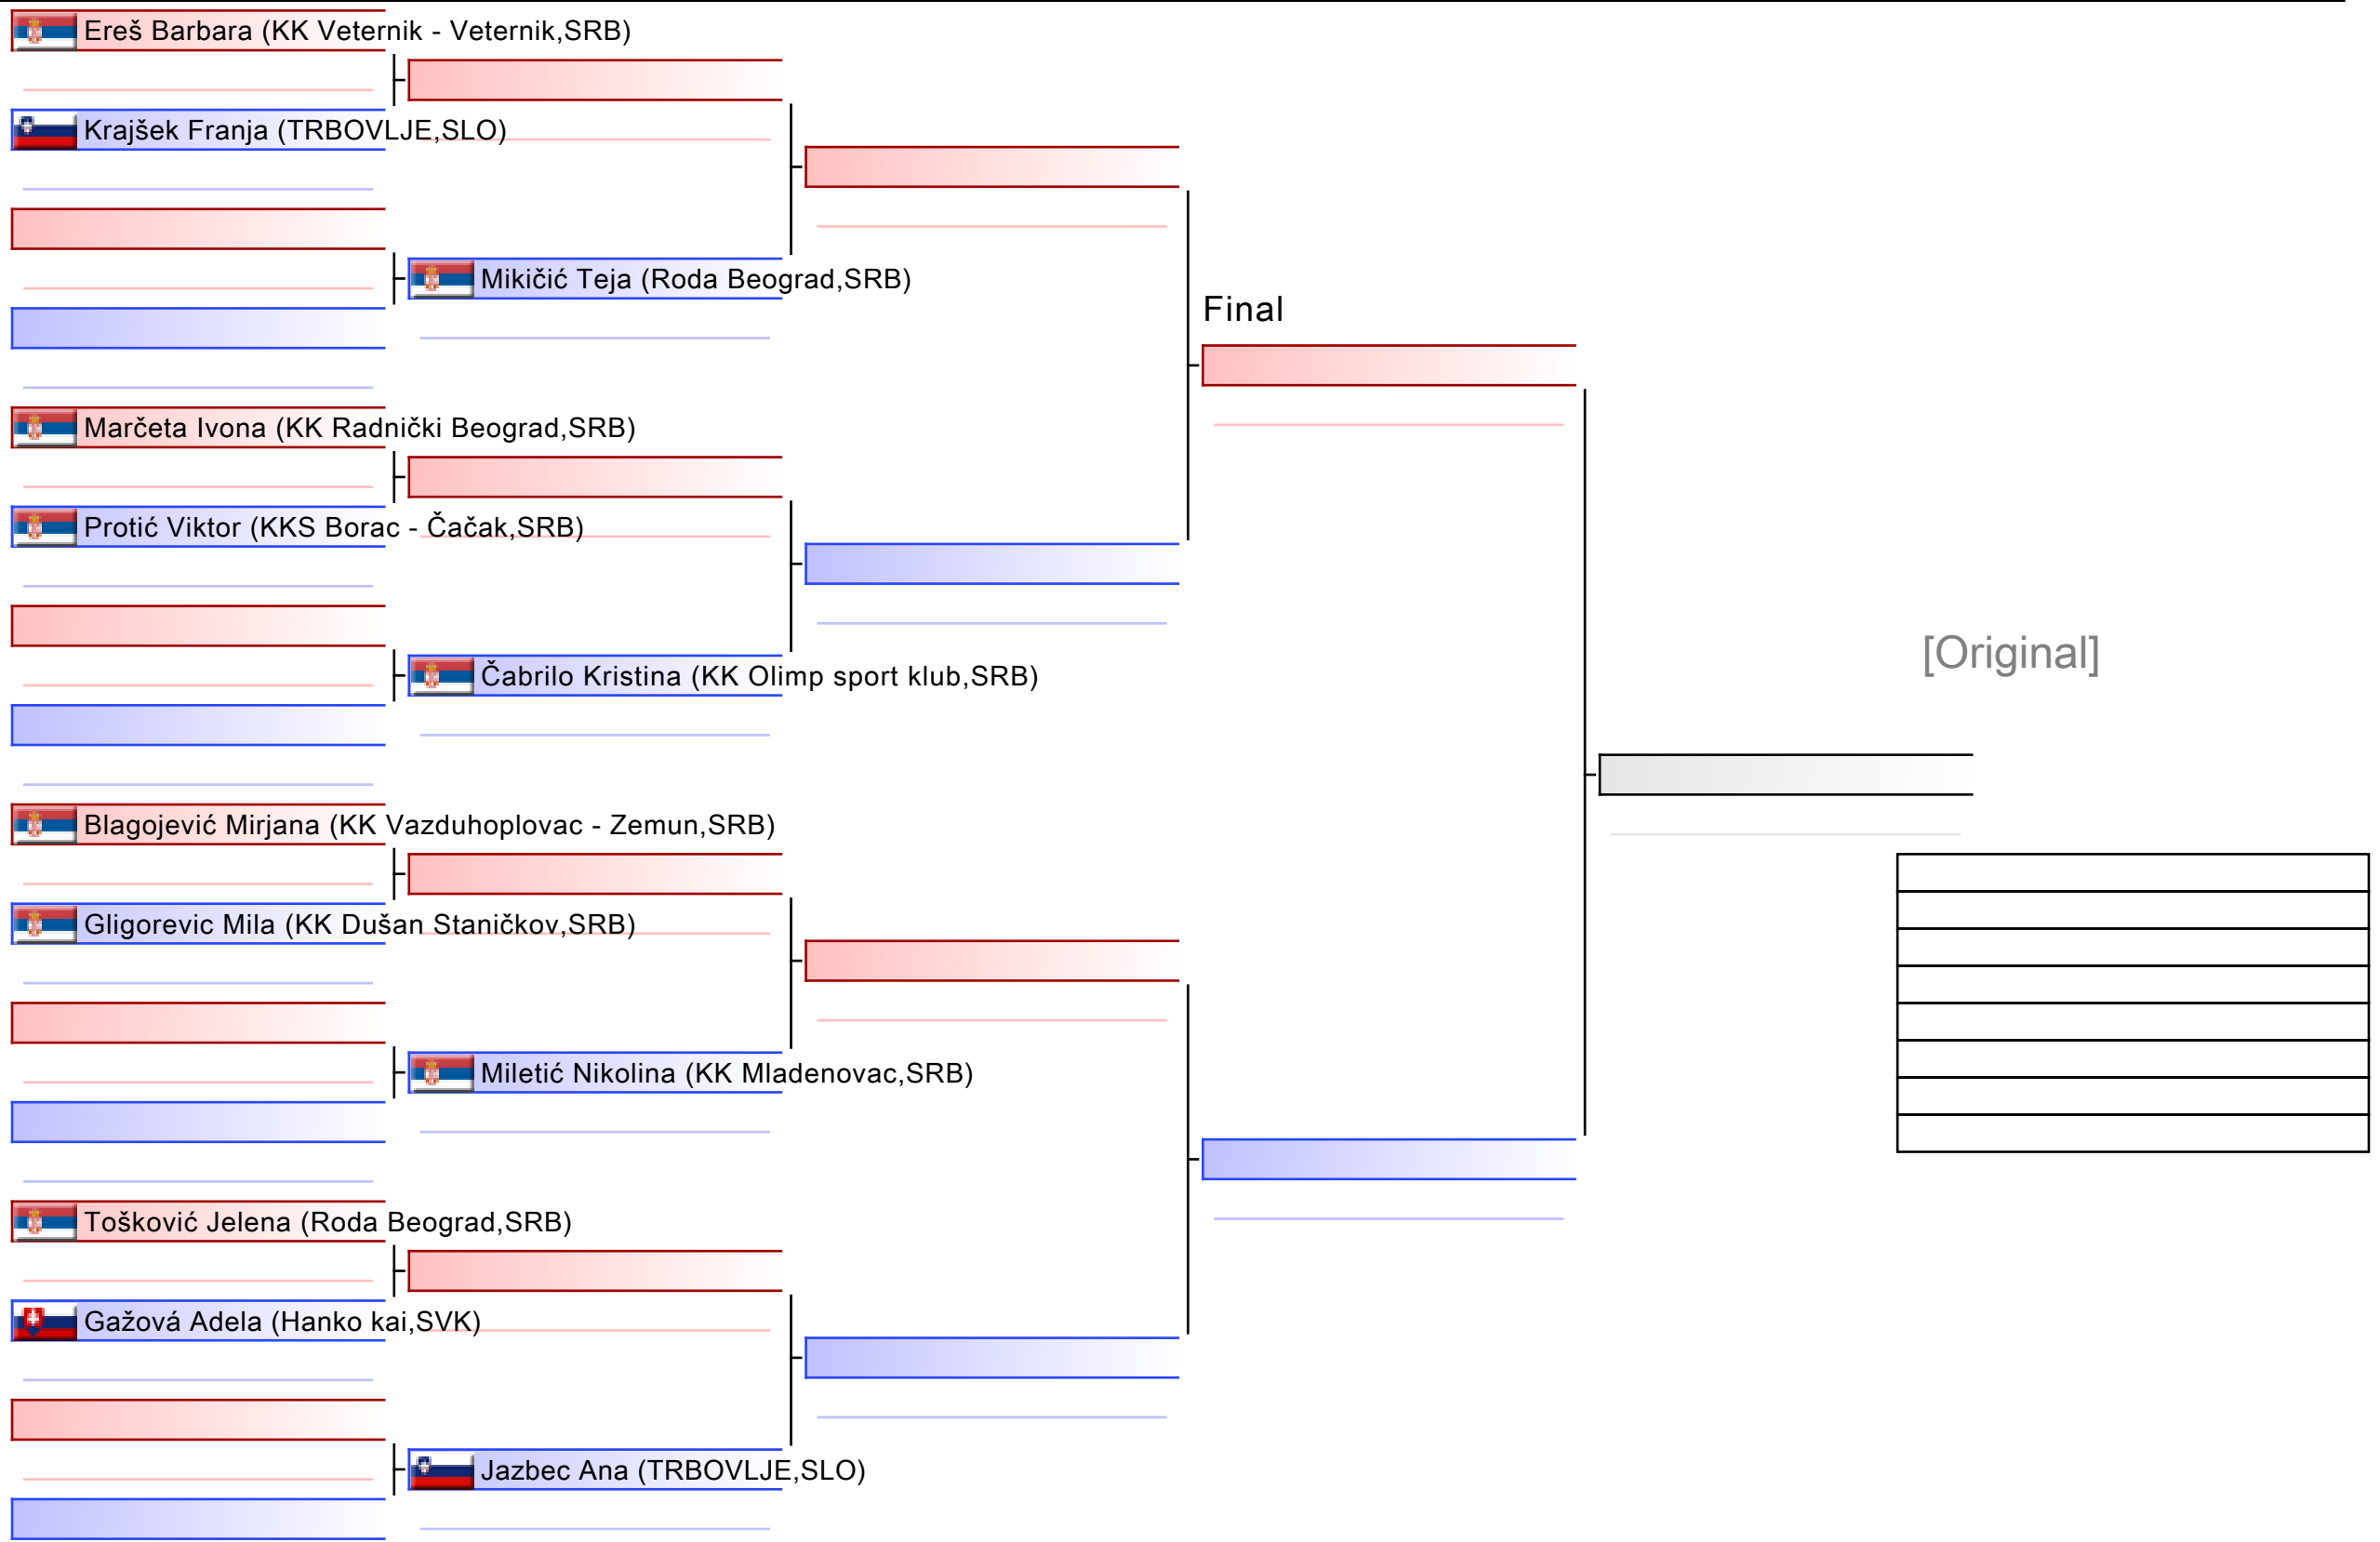 Ereš Barbara (KK Veternik - Veternik,SRB)
Krajšek Franja (TRBOVLJE,SLO)
Mikičić Teja (Roda Beograd,SRB)
Final
Marčeta Ivona (KK Radnički Beograd,SRB)
Protić Viktor (KKS Borac - Čačak,SRB)
[Original]
Čabrilo Kristina (KK Olimp sport klub,SRB)
Blagojević Mirjana (KK Vazduhoplovac - Zemun,SRB)
Gligorevic Mila (KK Dušan Staničkov,SRB)
Miletić Nikolina (KK Mladenovac,SRB)
Tošković Jelena (Roda Beograd,SRB)
Gažová Adela (Hanko kai,SVK)
Jazbec Ana (TRBOVLJE,SLO)